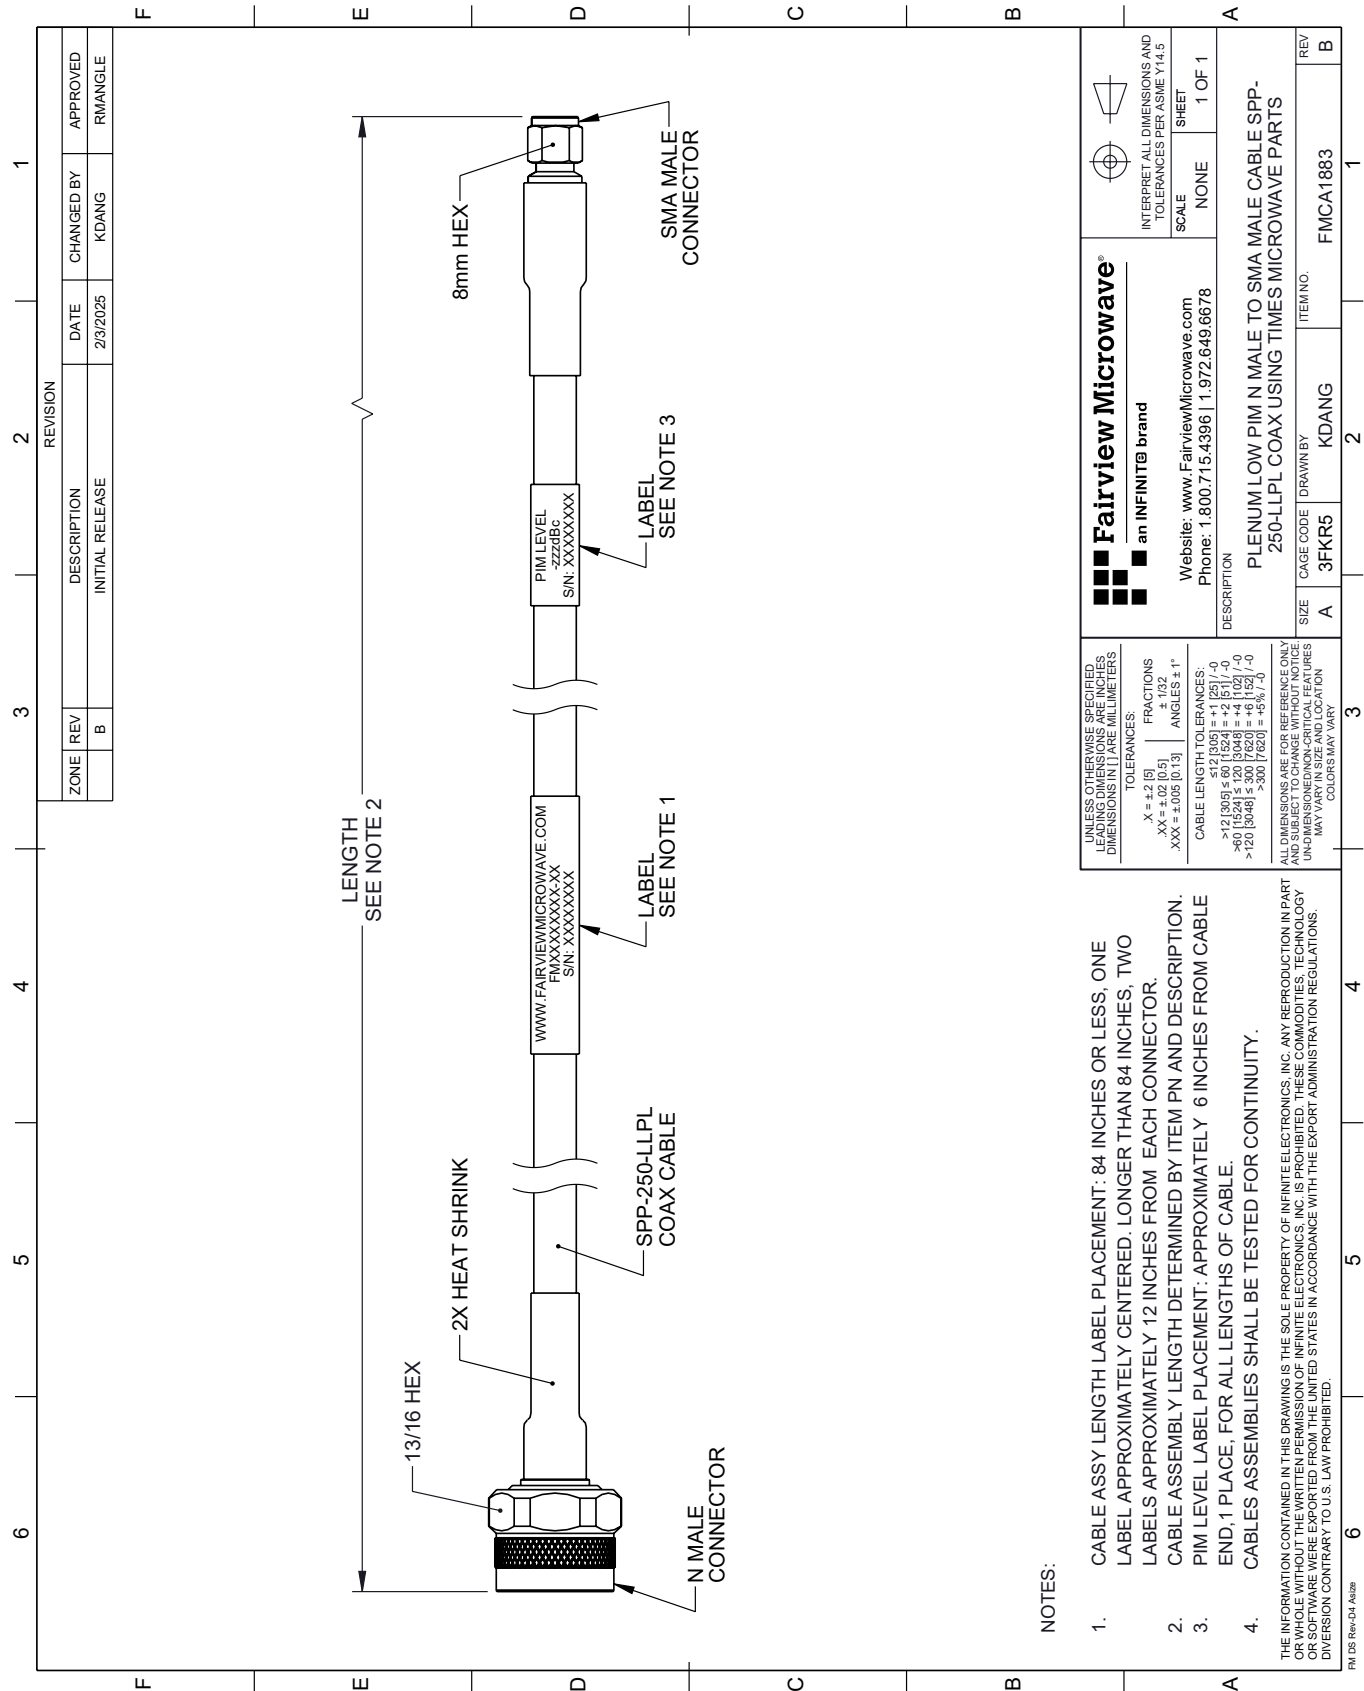 REVISION
ZONE REV DESCRIPTION DATE CHANGED BY APPROVED
B INITIAL RELEASE 2/3/2025 KDANG RMANGLE
6 5 4 3 2 1
F
E
D
C
B
A
LENGTH
SEE NOTE 2
13/16 HEX
2X HEAT SHRINK
8mm HEX
WWW.FAIRVIEWMICROWAVE.COM
FMXXXXXXXX-XX
S/N: XXXXXXXX
PIM LEVEL
-zzzdBc
S/N: XXXXXXXX
N MALE
CONNECTOR
SPP-250-LLPL
COAX CABLE
LABEL
SEE NOTE 1
LABEL
SEE NOTE 3
SMA MALE
CONNECTOR
NOTES:
1. CABLE ASSY LENGTH LABEL PLACEMENT: 84 INCHES OR LESS, ONE
LABEL APPROXIMATELY CENTERED. LONGER THAN 84 INCHES, TWO
LABELS APPROXIMATELY 12 INCHES FROM EACH CONNECTOR.
2. CABLE ASSEMBLY LENGTH DETERMINED BY ITEM PN AND DESCRIPTION.
3. PIM LEVEL LABEL PLACEMENT: APPROXIMATELY 6 INCHES FROM CABLE
END,1 PLACE, FOR ALL LENGTHS OF CABLE.
4. CABLES ASSEMBLIES SHALL BE TESTED FOR CONTINUITY.
THE INFORMATION CONTAINED IN THIS DRAWING IS THE SOLE PROPERTY OF INFINITE ELECTRONICS, INC. ANY REPRODUCTION IN PART
OR WHOLE WITHOUT THE WRITTEN PERMISSION OF INFINITE ELECTRONICS, INC. IS PROHIBITED. THESE COMMODITIES, TECHNOLOGY
OR SOFTWARE WERE EXPORTED FROM THE UNITED STATES IN ACCORDANCE WITH THE EXPORT ADMINISTRATION REGULATIONS.
DIVERSION CONTRARY TO U.S. LAW PROHIBITED.
UNLESS OTHERWISE SPECIFIED
LEADING DIMENSIONS ARE INCHES
DIMENSIONS IN [ ] ARE MILLIMETERS
TOLERANCES:
.X = ±.2 [5] FRACTIONS
.XX = ±.02 [0.5] ± 1/32
.XXX = ±.005 [0.13] ANGLES ± 1°
CABLE LENGTH TOLERANCES:
≤12 [305] = +1 [25] / -0
>12 [305] ≤ 60 [1524] = +2 [51] / -0
>60 [1524] ≤ 120 [3048] = +4 [102] / -0
>120 [3048] ≤ 300 [7620] = +6 [152] / -0
>300 [7620] = +5% / -0
ALL DIMENSIONS ARE FOR REFERENCE ONLY
AND SUBJECT TO CHANGE WITHOUT NOTICE.
UN-DIMENSIONED/NON-CRITICAL FEATURES
MAY VARY IN SIZE AND LOCATION
COLORS MAY VARY
Fairview Microwave®
an INFINIT@ brand
Website: www.FairviewMicrowave.com
Phone: 1.800.715.4396 | 1.972.649.6678
INTERPRET ALL DIMENSIONS AND
TOLERANCES PER ASME Y14.5
SCALE NONE
SHEET 1 OF 1
DESCRIPTION
PLENUM LOW PIM N MALE TO SMA MALE CABLE SPP-
250-LLPL COAX USING TIMES MICROWAVE PARTS
SIZE A
CAGE CODE 3FKR5
DRAWN BY KDANG
ITEM NO. FMCA1883
REV B
F
E
D
C
B
A
6 5 4 3 2 1
FM DS Rev-D4 Asize